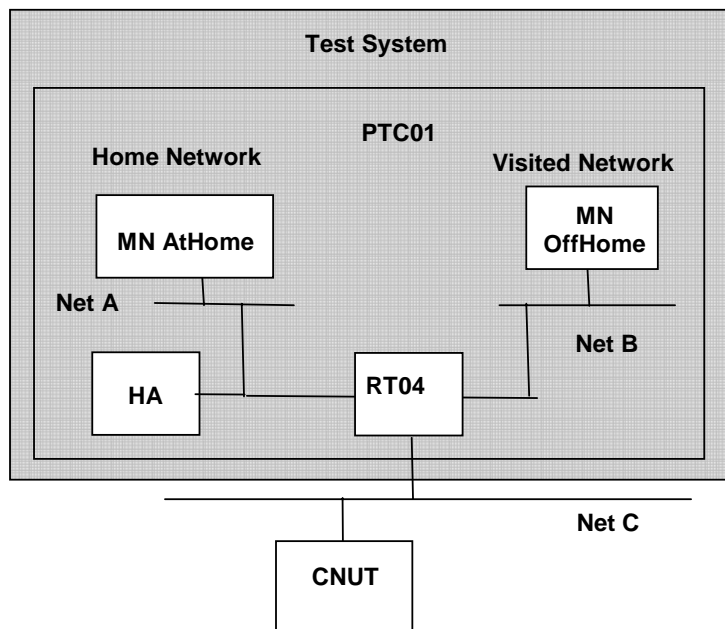 Test System
PTC01
Home Network
Visited Network
MN AtHome
MN
OffHome
Net A
Net B
HA
RT04
Net C
CNUT